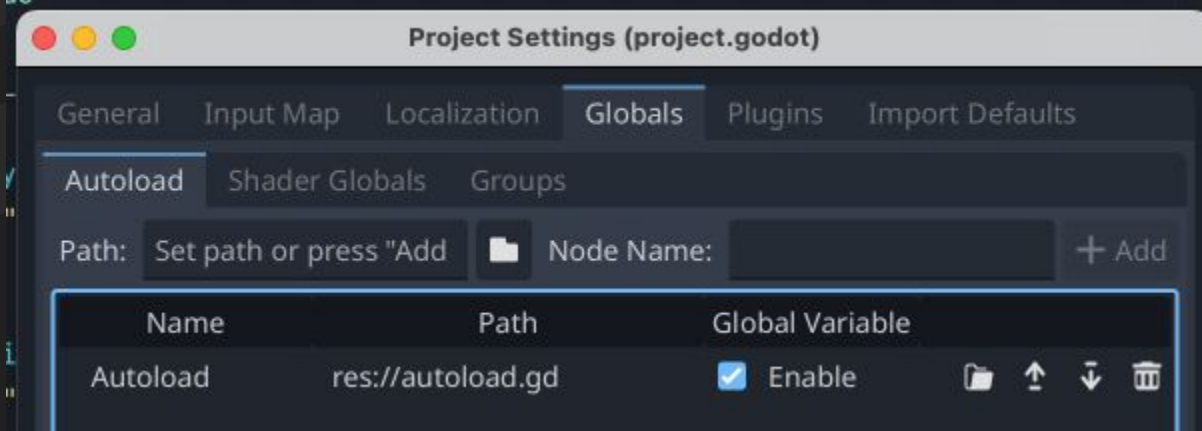 Project Settings (project.godot)
General Input Map Localization Globals Plugins Import Defaults
Autoload Shader Globals Groups
Path: Set path or press "Add Node Name: + Add
Name Path Global Variable
Autoload res://autoload.gd Enable